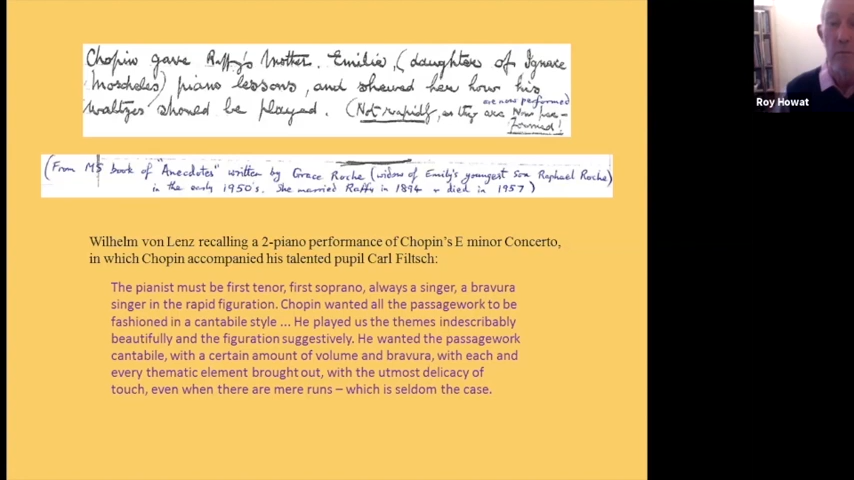 Chopin gave Raffy's Mother, Emilie, (daughter of Ignace
Moscheles) piano lessons, and shewed her how his
waltzes should be played. (Not rapidly, as they are Now per-
are now performed
formed!
(From MS book of "Anecdotes" written by Grace Roche (widow of Emily's youngest son Raphael Roche)
in the early 1950's. She married Raffy in 1894 + died in 1957)
Wilhelm von Lenz recalling a 2-piano performance of Chopin's E minor Concerto,
in which Chopin accompanied his talented pupil Carl Filtsch:
The pianist must be first tenor, first soprano, always a singer, a bravura
singer in the rapid figuration. Chopin wanted all the passagework to be
fashioned in a cantabile style ... He played us the themes indescribably
beautifully and the figuration suggestively. He wanted the passagework
cantabile, with a certain amount of volume and bravura, with each and
every thematic element brought out, with the utmost delicacy of
touch, even when there are mere runs – which is seldom the case.
Roy Howat